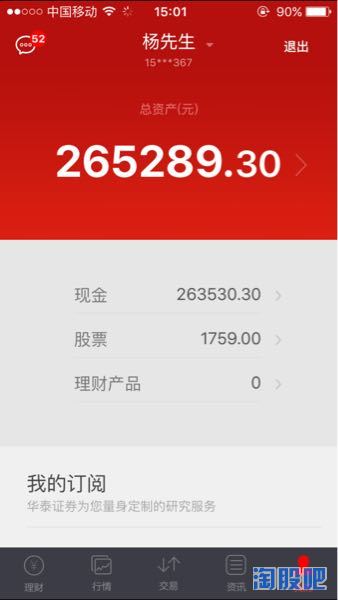 中国移动 15:01 90%
52
杨先生
退出
15***367
总资产(元)
265289.30
现金 263530.30
股票 1759.00
理财产品 0
我的订阅
华泰证券为您量身定制的研究服务
理财 行情 交易 资讯
淘股吧